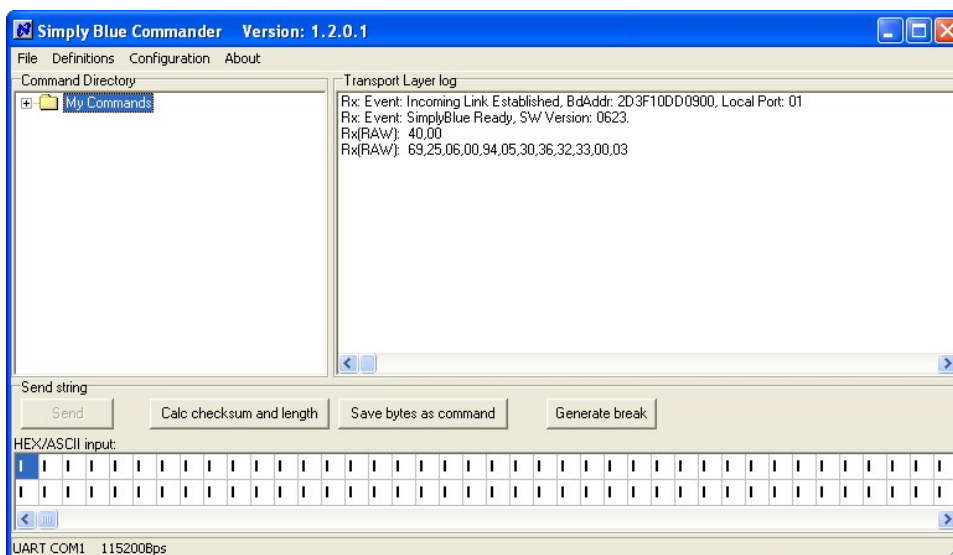 Simply Blue Commander Version: 1.2.0.1
File Definitions Configuration About
Command Directory
My Commands
Transport Layer log
Rx: Event: Incoming Link Established, BdAddr: 2D3F10DD0900, Local Port: 01
Rx: Event: SimplyBlue Ready, SW Version: 0623.
Rx(RAW): 40,00
Rx(RAW): 69,25,06,00,94,05,30,36,32,33,00,03
Send string
Send Calc checksum and length Save bytes as command Generate break
HEX/ASCII input:
UART COM1 115200Bps